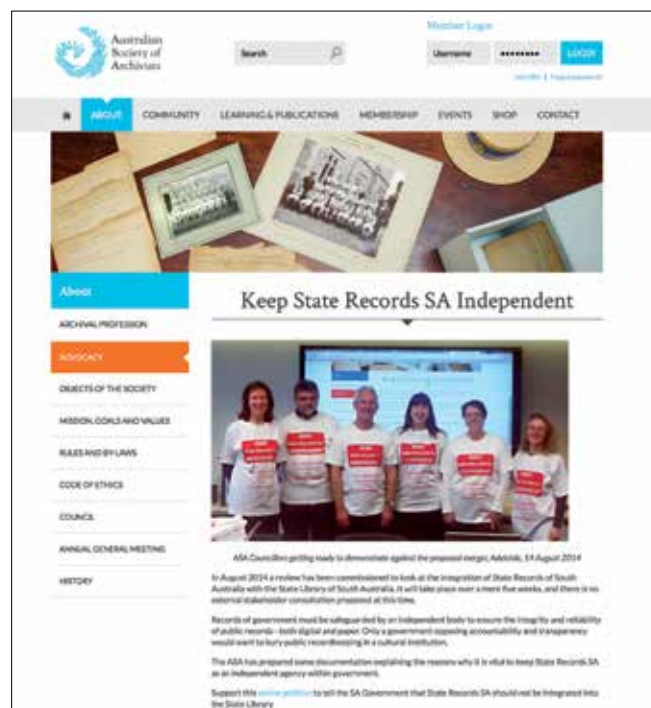 Member Logon
Australian
Society of
Archivists
Search
Username
LOGIN
ABOUT
COMMUNITY
LEARNING & PUBLICATIONS
MEMBERSHIP
EVENTS
SHOP
CONTACT
About
ARCHIVAL PROFESSION
ADVOCACY
OBJECTS OF THE SOCIETY
MISSION, GOALS AND VALUES
RULES AND BY-LAWS
CODE OF ETHICS
COUNCIL
ANNUAL GENERAL MEETING
HISTORY
Keep State Records SA Independent
ASA Councillors getting ready to demonstrate against the proposed merger, Adelaide, 14 August 2014
In August 2014 a review has been commissioned to look at the integration of State Records of South
Australia with the State Library of South Australia. It will take place over a mere five weeks, and there is no
external stakeholder consultation proposed at this time.
Records of government must be safeguarded by an independent body to ensure the integrity and reliability
of public records - both digital and paper. Only a government opposing accountability and transparency
would want to bury public recordkeeping in a cultural institution.
The ASA has prepared some documentation explaining the reasons why it is vital to keep State Records SA
as an independent agency within government.
Support this online petition to tell the SA Government that State Records SA should not be integrated into
the State Library